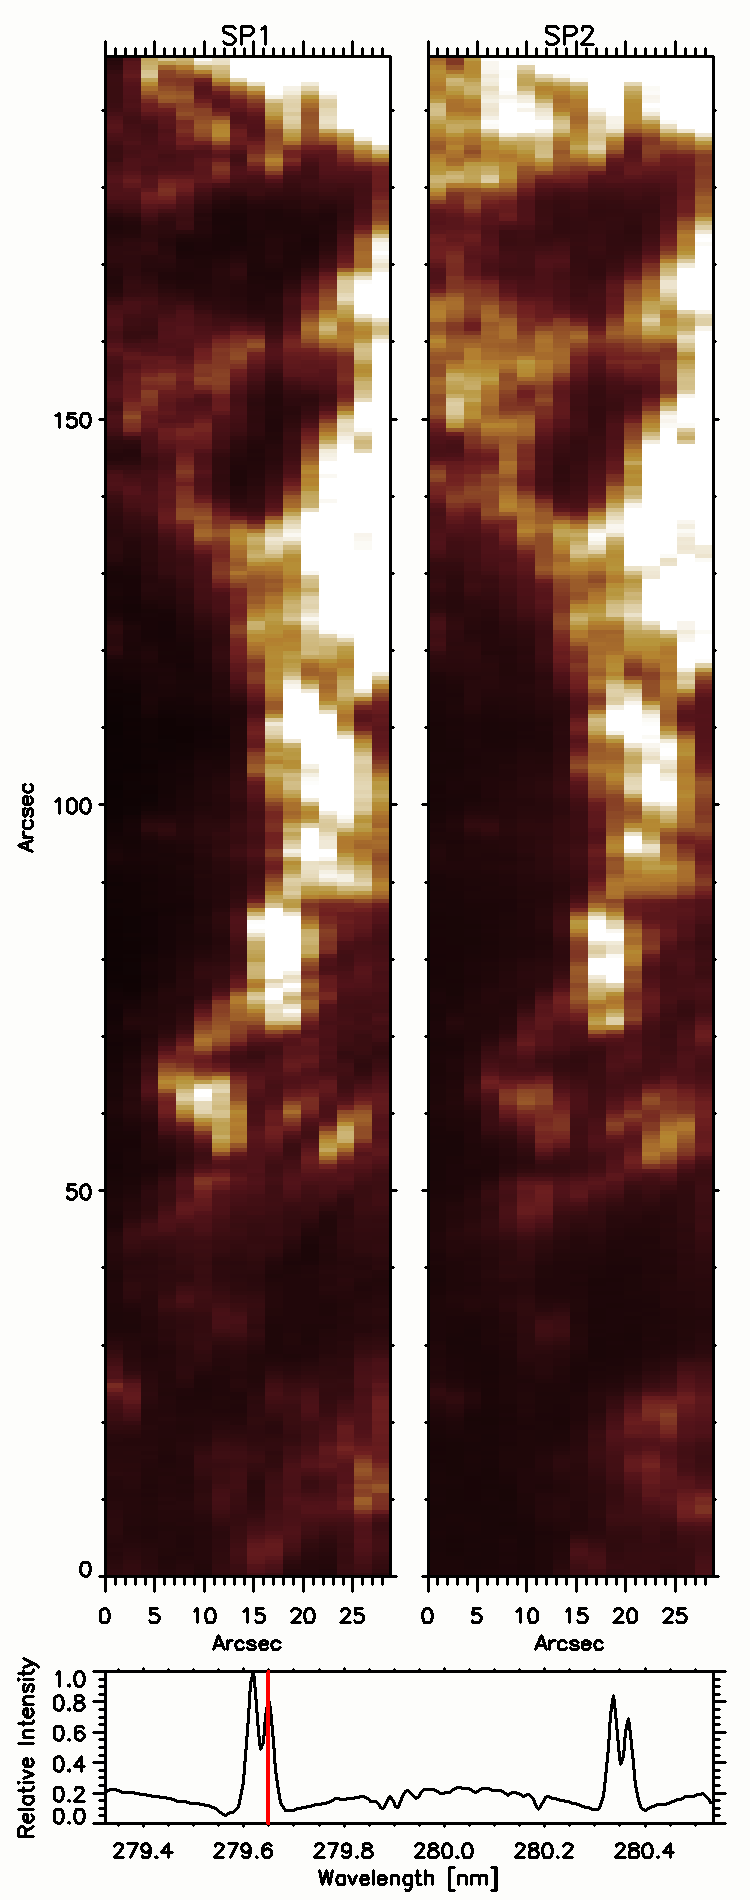 SP1 SP2
150
100
50
0
Arcsec
0 5 10 15 20 25 0 5 10 15 20 25
Arcsec Arcsec
1.0
0.8
0.6
0.4
0.2
0.0
Relative Intensity
279.4 279.6 279.8 280.0 280.2 280.4
Wavelength [nm]